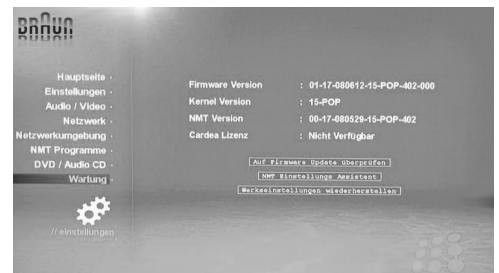 BRAUN
Hauptseite
Einstellungen
Audio / Video
Netzwerk
Netzwerkumgebung
NMT Programme
DVD / Audio CD
Wartung
// einstellungen
Firmware Version : 01-17-080612-15-POP-402-000
Kernel Version : 15-POP
NMT Version : 00-17-080529-15-POP-402
Cardea Lizenz : Nicht Verfügbar
Auf Firmware Update überprüfen
NMT Einstellungs Assistent
Werkseinstellungen wiederherstellen